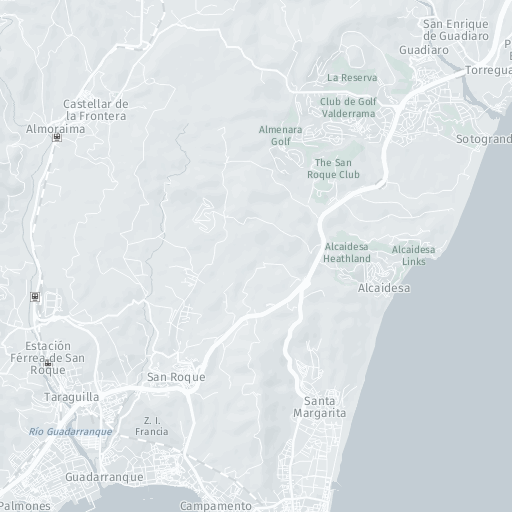 San Enrique
de Guadiaro
Guadiaro
Torregua
La Reserva
Castellar de
la Frontera
Club de Golf
Valderrama
Almoraima
Almenara
Golf
Sotogrand
The San
Roque Club
Alcaidesa
Heathland
Alcaidesa
Links
Alcaidesa
Estación
Férrea de San
Roque
San Roque
Taraguilla
Santa
Margarita
Z. I.
Francia
Río Guadarranque
Guadarranque
Palmones
Campamento